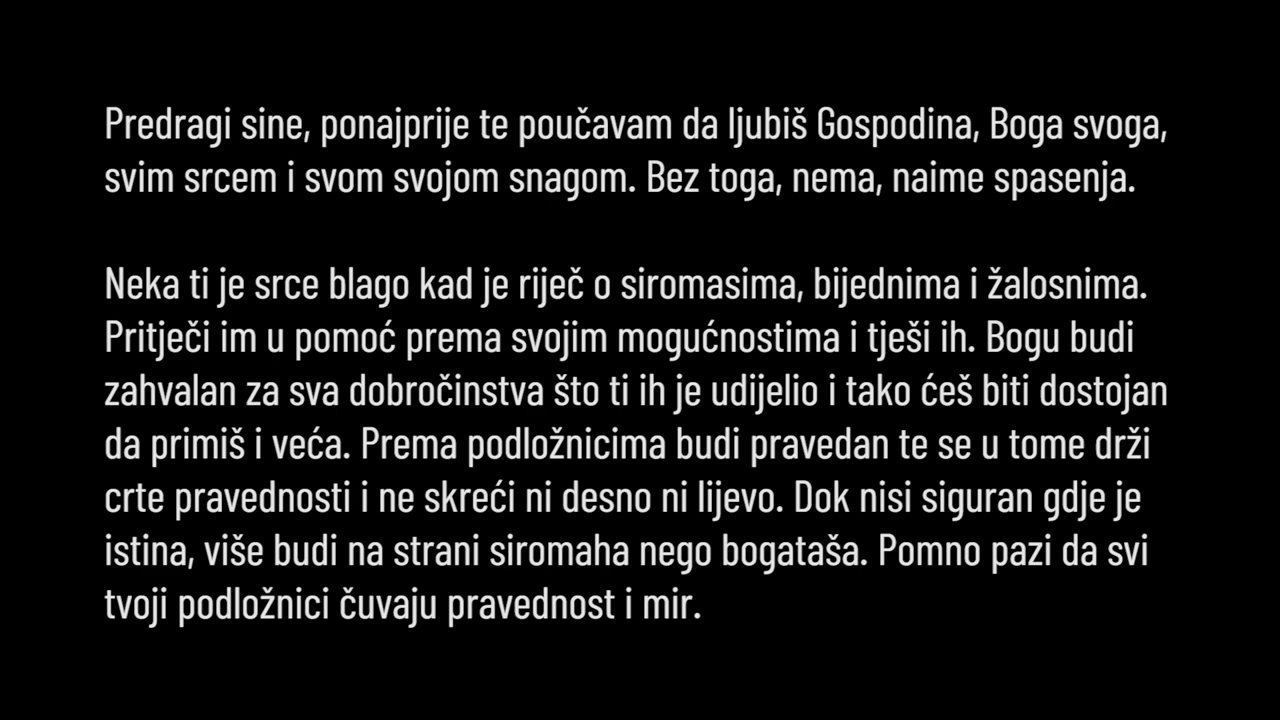 Predragi sine, ponajprije te poučavam da ljubiš Gospodina, Boga svoga,
svim srcem i svom svojom snagom. Bez toga, nema, naime spasenja.
Neka ti je srce blago kad je riječ o siromasima, bijednima i žalosnima.
Pritječi im u pomoć prema svojim mogućnostima i tješi ih. Bogu budi
zahvalan za sva dobročinstva što ti ih je udijelio i tako ćeš biti dostojan
da primiš i veća. Prema podložnicima budi pravedan te se u tome drži
crte pravednosti i ne skreći ni desno ni lijevo. Dok nisi siguran gdje je
istina, više budi na strani siromaha nego bogataša. Pomno pazi da svi
tvoji podložnici čuvaju pravednost i mir.